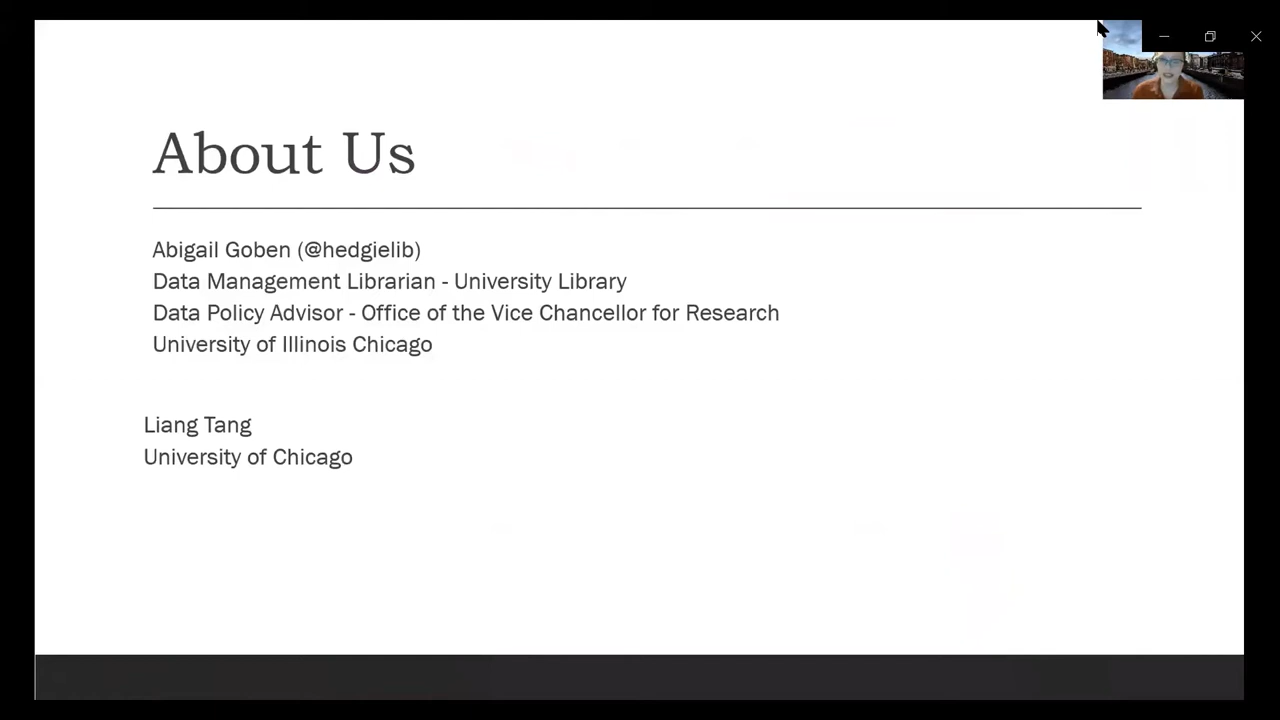 About Us
Abigail Goben (@hedgielib)
Data Management Librarian - University Library
Data Policy Advisor - Office of the Vice Chancellor for Research
University of Illinois Chicago
Liang Tang
University of Chicago